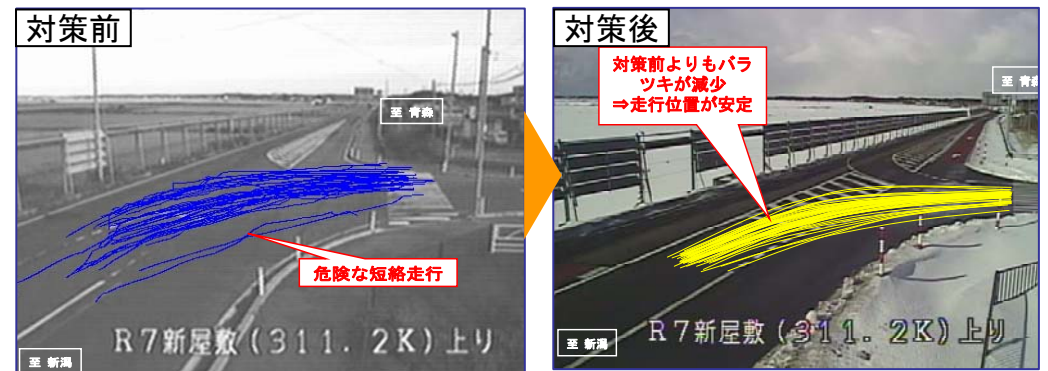 対策前
至 青森
危険な短絡走行
R7新屋敷(311.2K)上り
至 新潟
対策後
対策前よりもバラ
ツキが減少
⇒走行位置が安定
至 青森
R7新屋敷(311.2K)上り
至 新潟